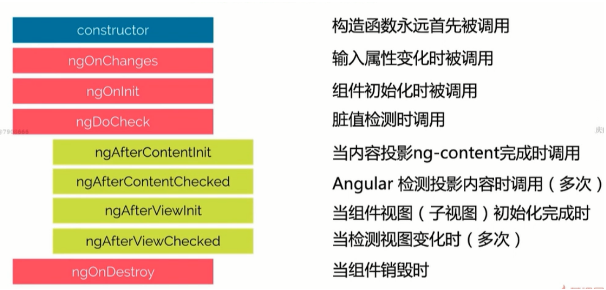 constructor 构造函数永远首先被调用
ngOnChanges 输入属性变化时被调用
ngOnInit 组件初始化时被调用
ngDoCheck 脏值检测时调用
ngAfterContentInit 当内容投影ng-content完成时调用
ngAfterContentChecked Angular 检测投影内容时调用（多次）
ngAfterViewInit 当组件视图（子视图）初始化完成时
ngAfterViewChecked 当检测视图变化时（多次）
ngOnDestroy 当组件销毁时